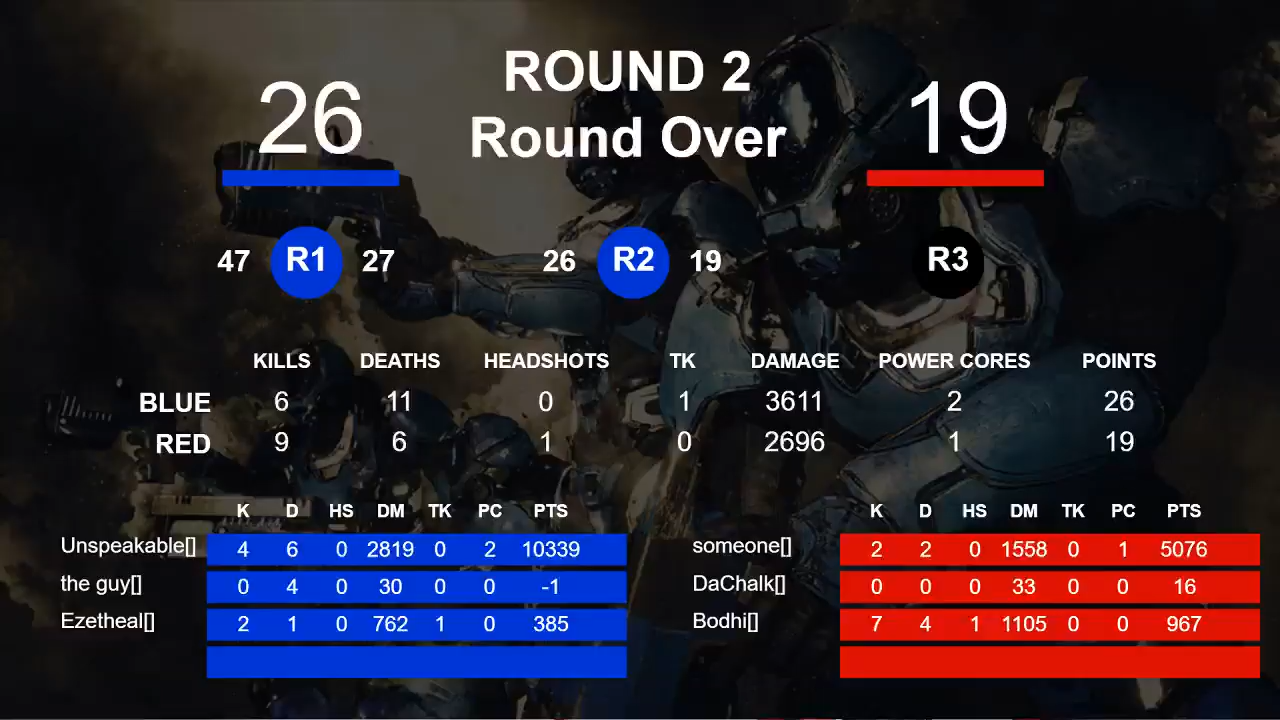 ROUND 2
26 Round Over 19
47 R1 27 26 R2 19 R3
KILLS DEATHS HEADSHOTS TK DAMAGE POWER CORES POINTS
BLUE 6 11 0 1 3611 2 26
RED 9 6 1 0 2696 1 19
K D HS DM TK PC PTS K D HS DM TK PC PTS
Unspeakable[] 4 6 0 2819 0 2 10339 someone[] 2 2 0 1558 0 1 5076
the guy[] 0 4 0 30 0 0 -1 DaChalk[] 0 0 0 33 0 0 16
Ezetheal[] 2 1 0 762 1 0 385 Bodhi[] 7 4 1 1105 0 0 967